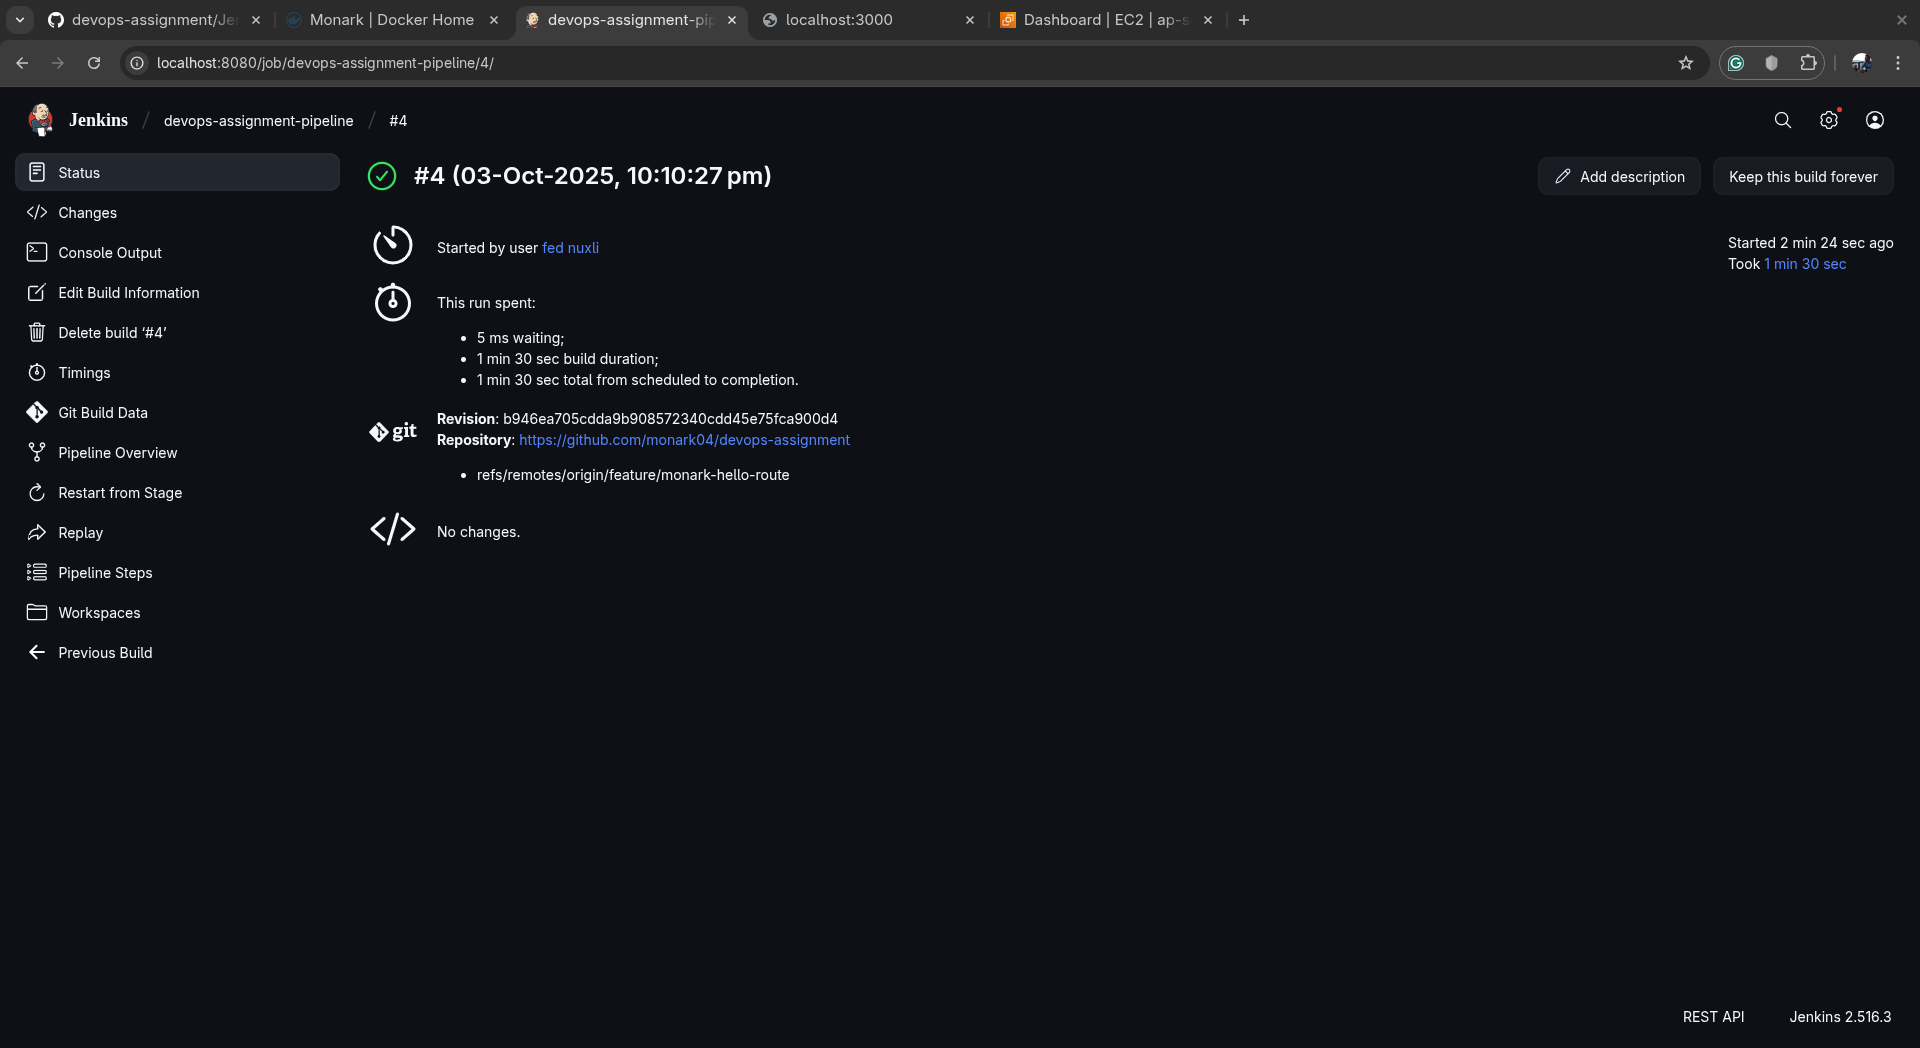 devops-assignment/Je
Monark | Docker Home
devops-assignment-pip
localhost:3000
Dashboard | EC2 | ap-s
localhost:8080/job/devops-assignment-pipeline/4/
Jenkins / devops-assignment-pipeline / #4
Status
Changes
Console Output
Edit Build Information
Delete build ‘#4’
Timings
Git Build Data
Pipeline Overview
Restart from Stage
Replay
Pipeline Steps
Workspaces
Previous Build
#4 (03-Oct-2025, 10:10:27 pm)
Add description
Keep this build forever
Started by user fed nuxli
Started 2 min 24 sec ago
Took 1 min 30 sec
This run spent:
5 ms waiting;
1 min 30 sec build duration;
1 min 30 sec total from scheduled to completion.
git
Revision: b946ea705cdda9b908572340cdd45e75fca900d4
Repository: https://github.com/monark04/devops-assignment
refs/remotes/origin/feature/monark-hello-route
No changes.
REST API
Jenkins 2.516.3